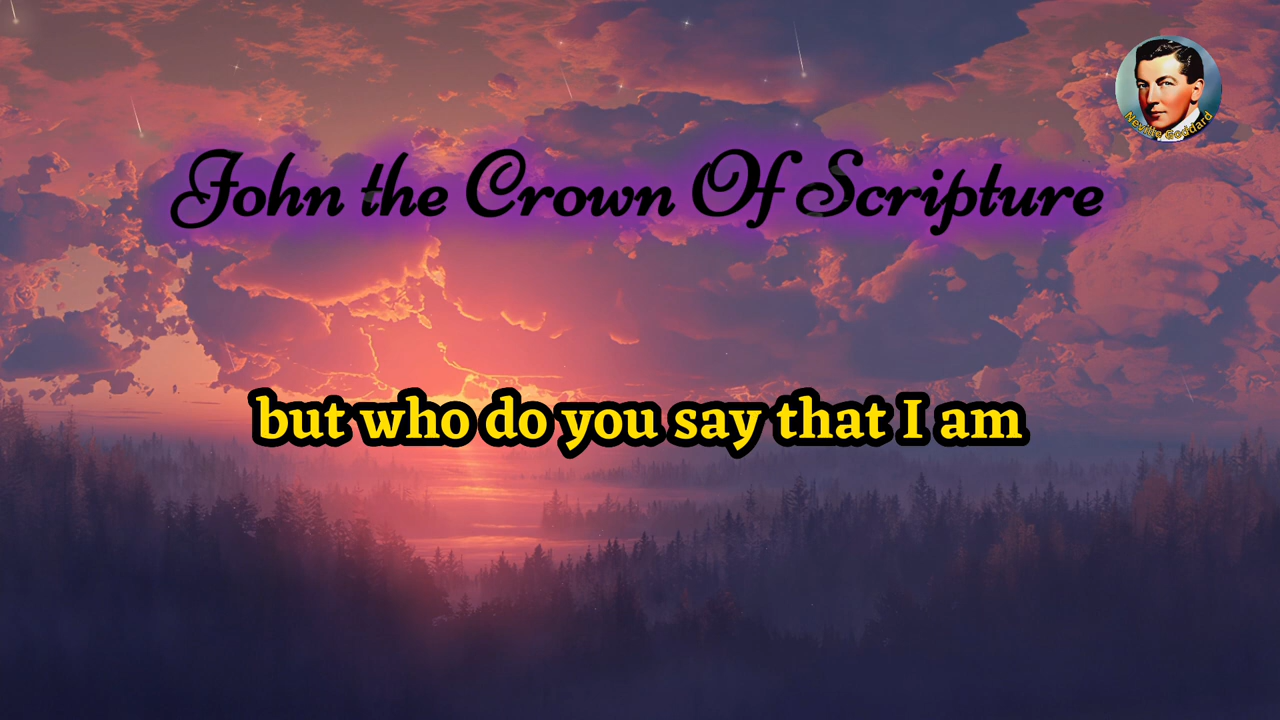 Neville Goddard
John the Crown Of Scripture
but who do you say that I am